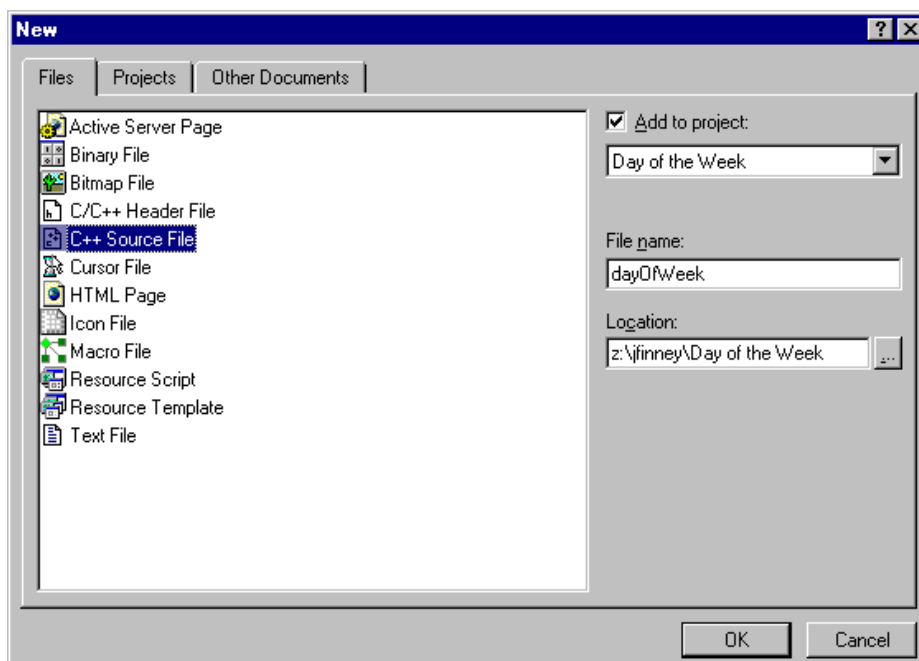 New
Files Projects Other Documents
Active Server Page
Binary File
Bitmap File
C/C++ Header File
C++ Source File
Cursor File
HTML Page
Icon File
Macro File
Resource Script
Resource Template
Text File
Add to project:
Day of the Week
File name:
dayOfWeek
Location:
z:\jfinney\Day of the Week
...
OK Cancel